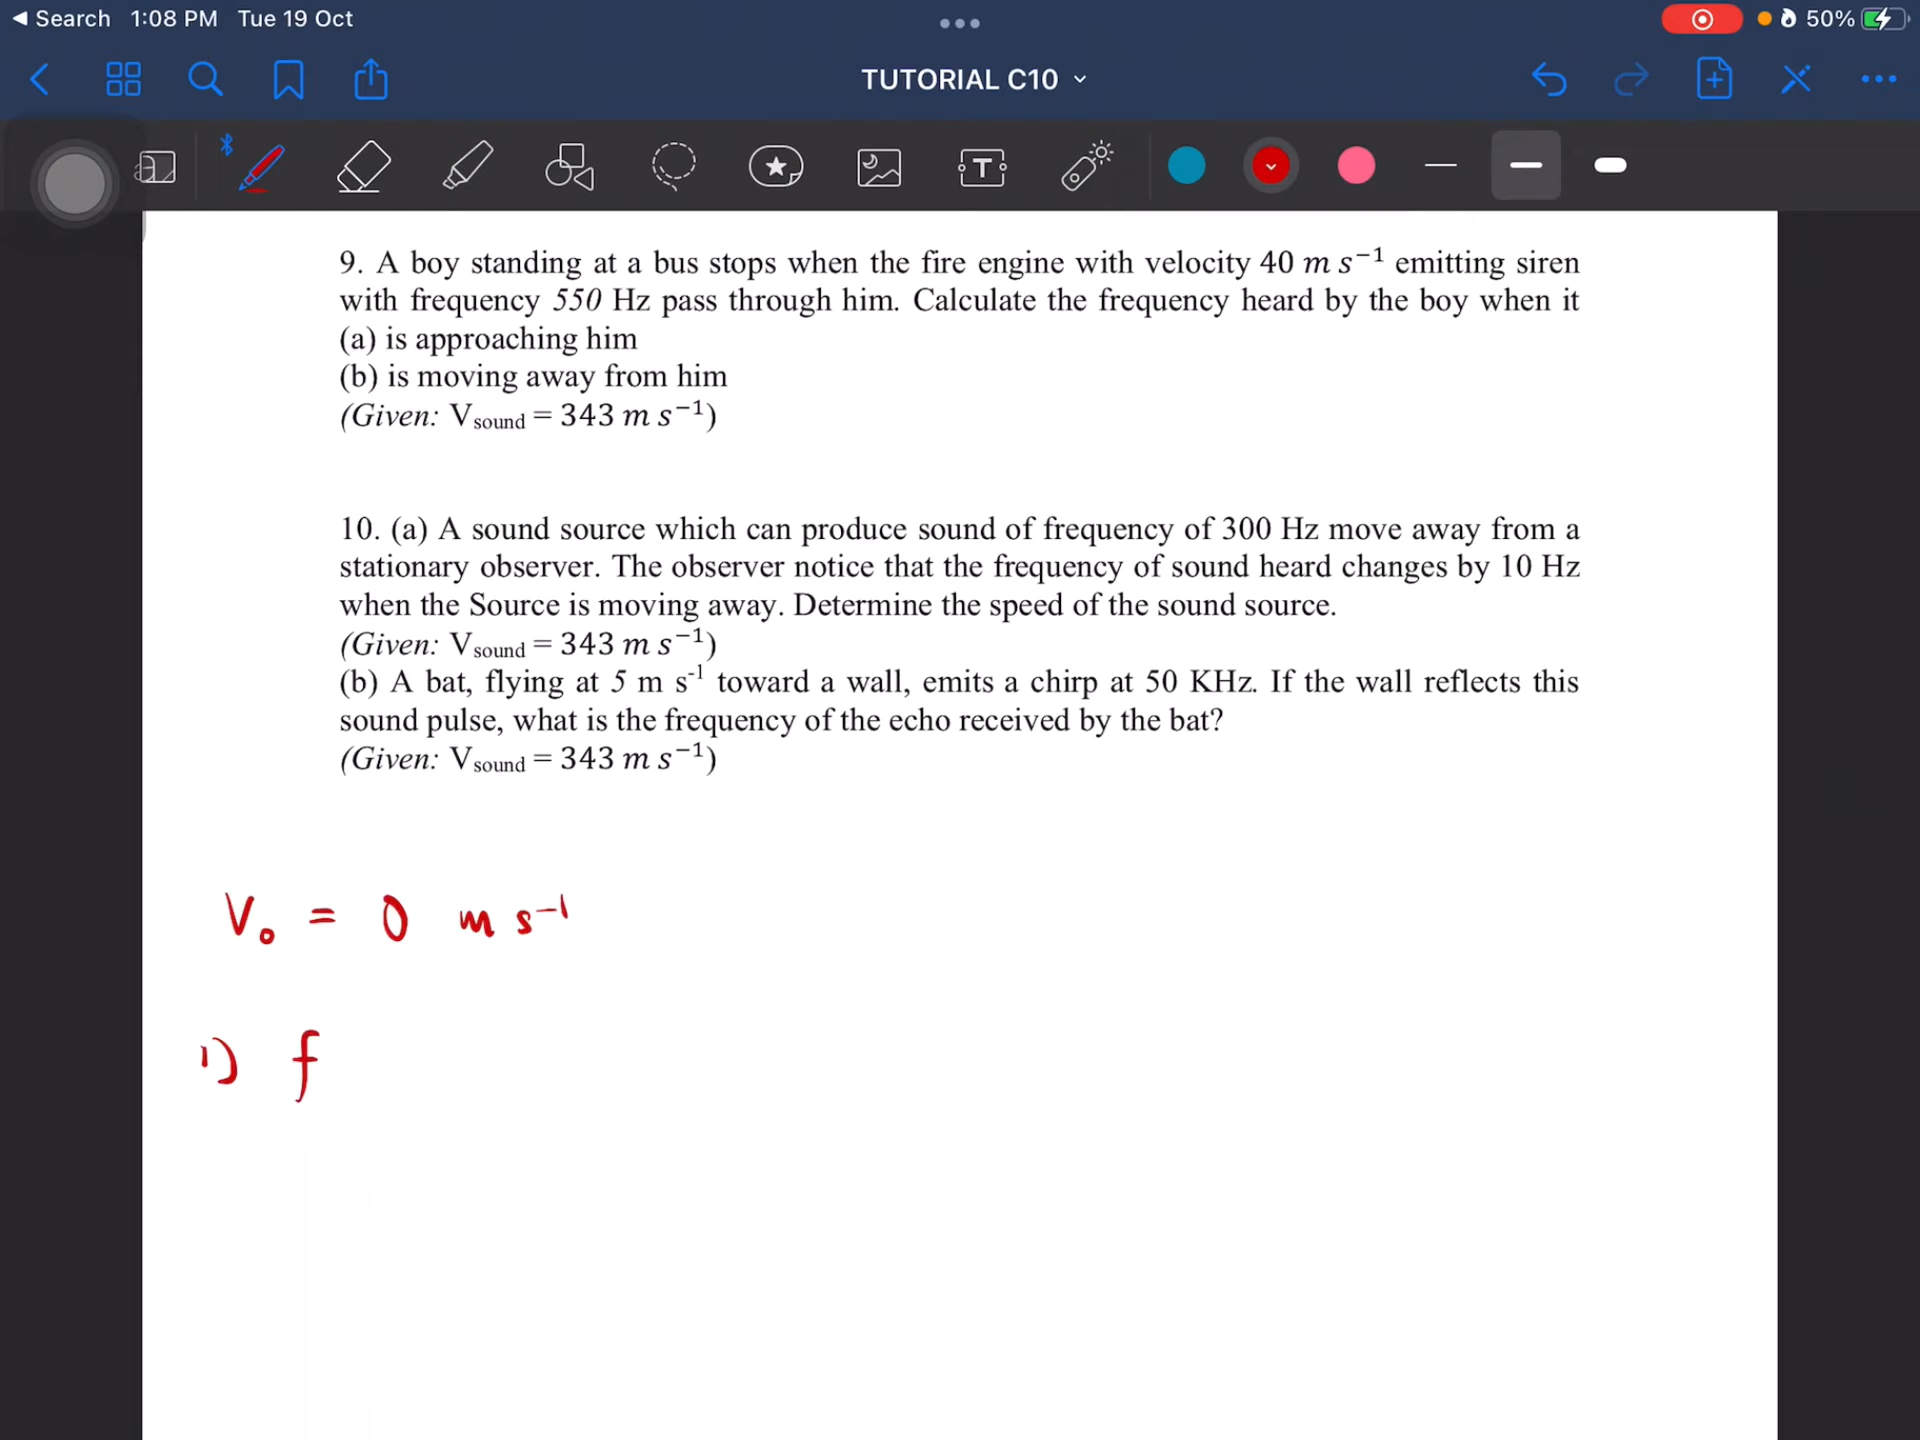 ◀ Search 1:08 PM Tue 19 Oct
50%
TUTORIAL C10
T
9. A boy standing at a bus stops when the fire engine with velocity 40 m s⁻¹ emitting siren
with frequency 550 Hz pass through him. Calculate the frequency heard by the boy when it
(a) is approaching him
(b) is moving away from him
(Given: Vsound = 343 m s⁻¹)
10. (a) A sound source which can produce sound of frequency of 300 Hz move away from a
stationary observer. The observer notice that the frequency of sound heard changes by 10 Hz
when the Source is moving away. Determine the speed of the sound source.
(Given: Vsound = 343 m s⁻¹)
(b) A bat, flying at 5 m s⁻¹ toward a wall, emits a chirp at 50 KHz. If the wall reflects this
sound pulse, what is the frequency of the echo received by the bat?
(Given: Vsound = 343 m s⁻¹)
V₀ = 0 m s⁻¹
1) f